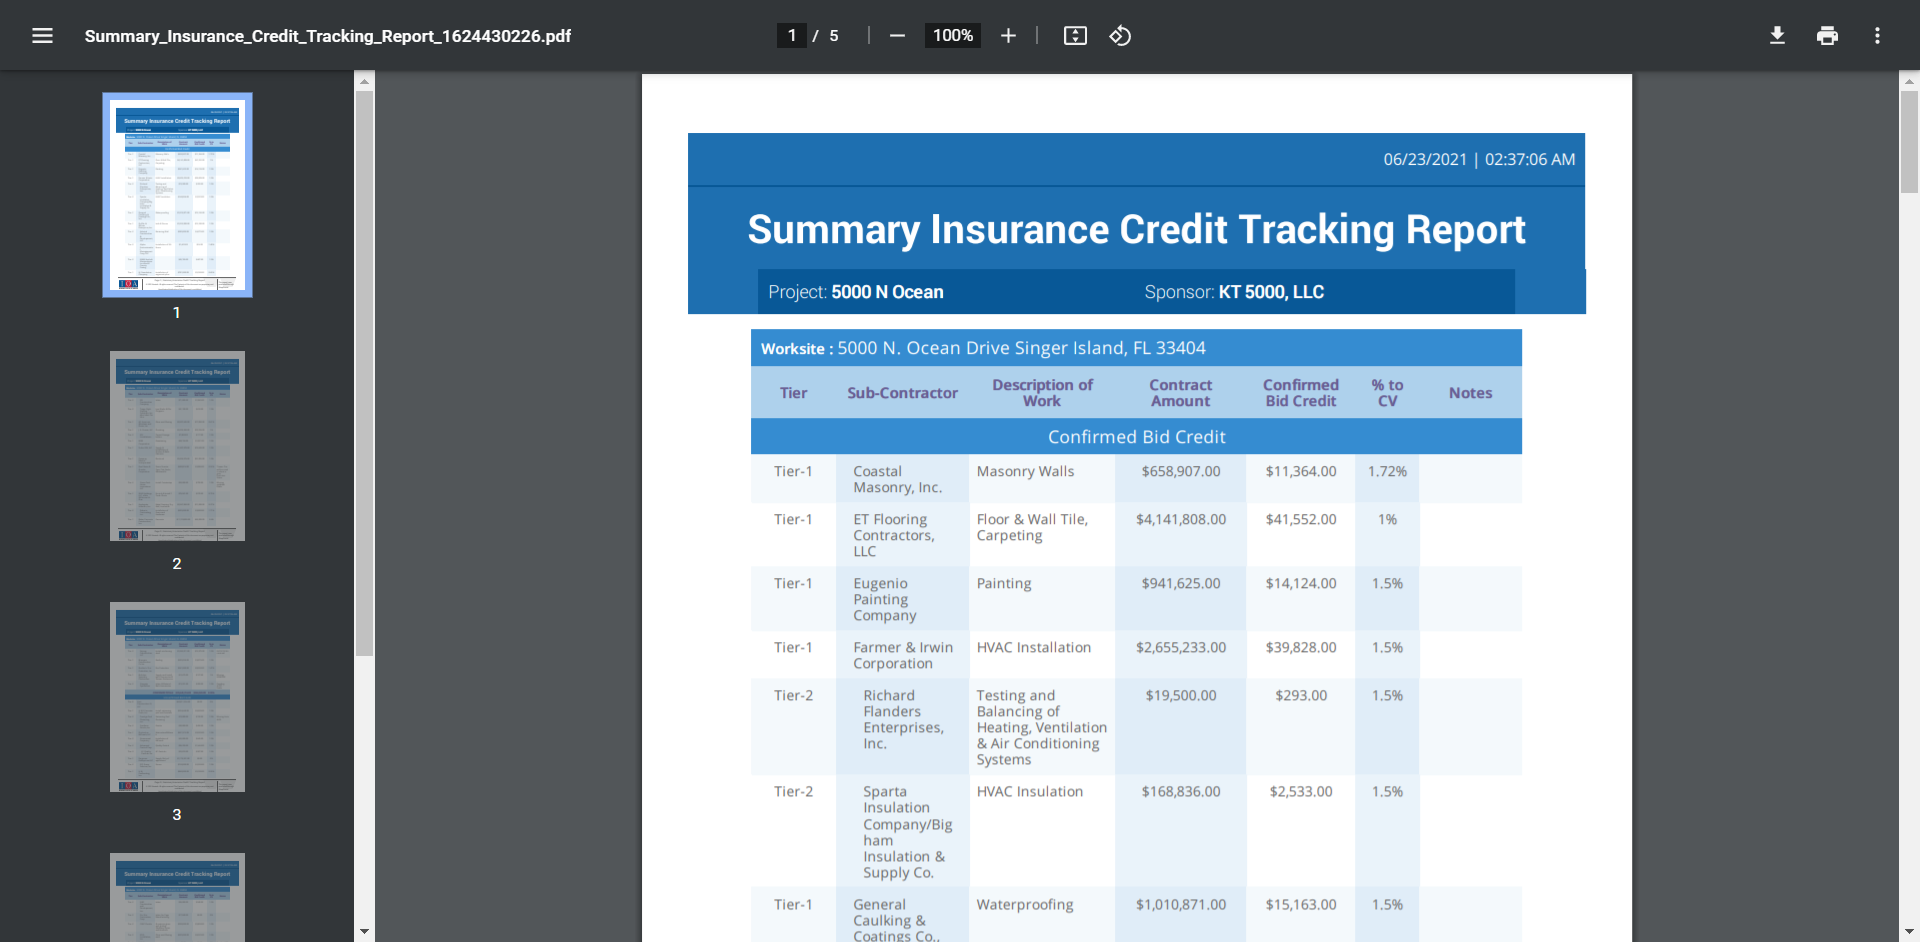 Summary_Insurance_Credit_Tracking_Report_1624430226.pdf
1 / 5
100%
1
2
3
06/23/2021 | 02:37:06 AM
Summary Insurance Credit Tracking Report
Project: 5000 N Ocean Sponsor: KT 5000, LLC
Worksite : 5000 N. Ocean Drive Singer Island, FL 33404
Tier Sub-Contractor Description of Work Contract Amount Confirmed Bid Credit % to CV Notes
Confirmed Bid Credit
Tier-1 Coastal Masonry Walls $658,907.00 $11,364.00 1.72%
Masonry, Inc.
Tier-1 ET Flooring Floor & Wall Tile, $4,141,808.00 $41,552.00 1%
Contractors, Carpeting
LLC
Tier-1 Eugenio Painting $941,625.00 $14,124.00 1.5%
Painting
Company
Tier-1 Farmer & Irwin HVAC Installation $2,655,233.00 $39,828.00 1.5%
Corporation
Tier-2 Richard Testing and $19,500.00 $293.00 1.5%
Flanders Balancing of
Enterprises, Heating, Ventilation
Inc. & Air Conditioning
Systems
Tier-2 Sparta HVAC Insulation $168,836.00 $2,533.00 1.5%
Insulation
Company/Big
ham
Insulation &
Supply Co.
Tier-1 General Waterproofing $1,010,871.00 $15,163.00 1.5%
Caulking &
Coatings Co.,